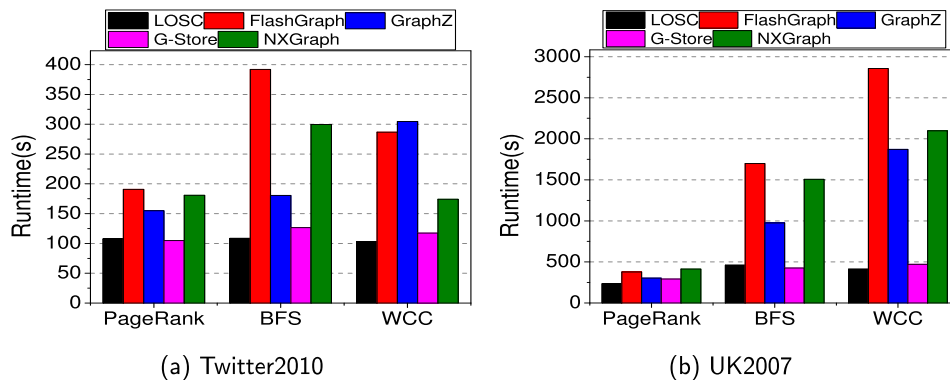 LOSC FlashGraph GraphZ
G-Store NXGraph
Runtime(s)
400
350
300
250
200
150
100
50
0
PageRank BFS WCC
(a) Twitter2010
LOSC FlashGraph GraphZ
G-Store NXGraph
Runtime(s)
3000
2500
2000
1500
1000
500
0
PageRank BFS WCC
(b) UK2007